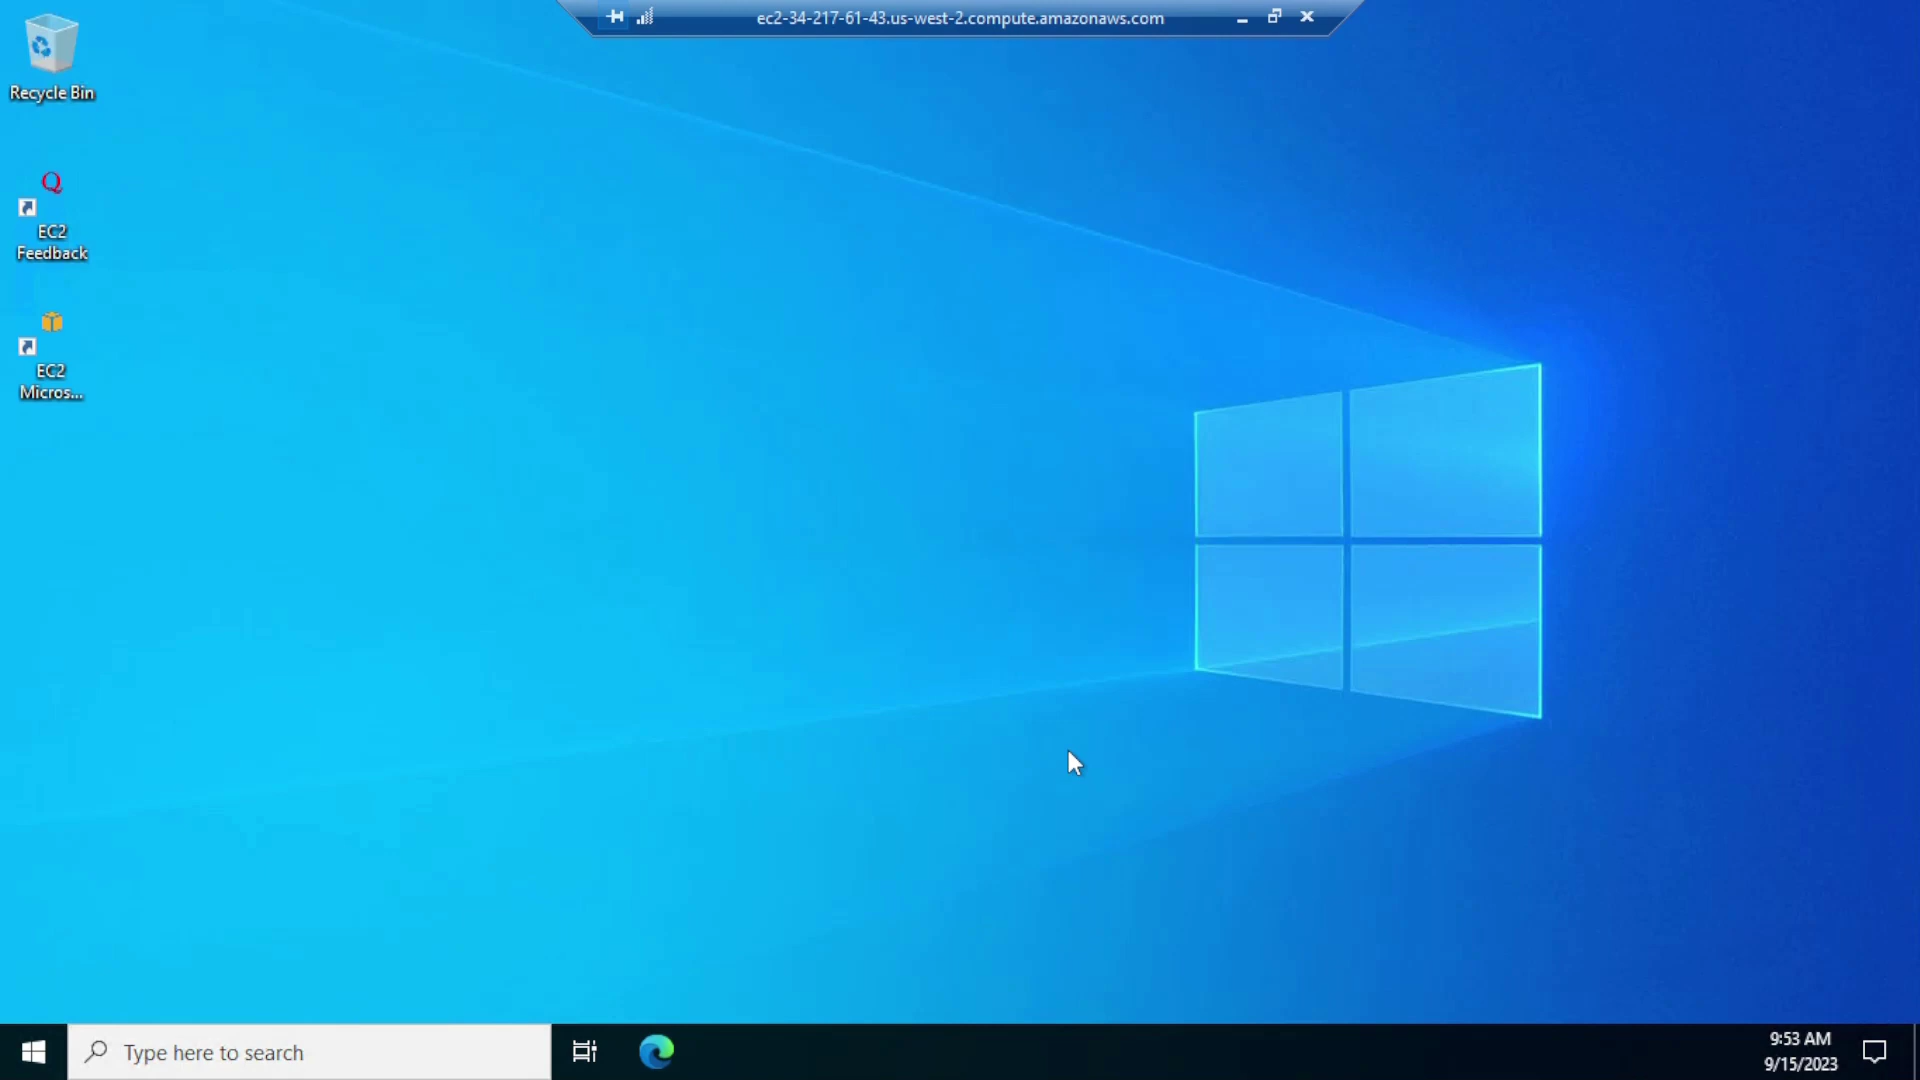 ec2-34-217-61-43.us-west-2.compute.amazonaws.com
Recycle Bin
Q
EC2
Feedback
EC2
Micros...
Type here to search
9:53 AM
9/15/2023